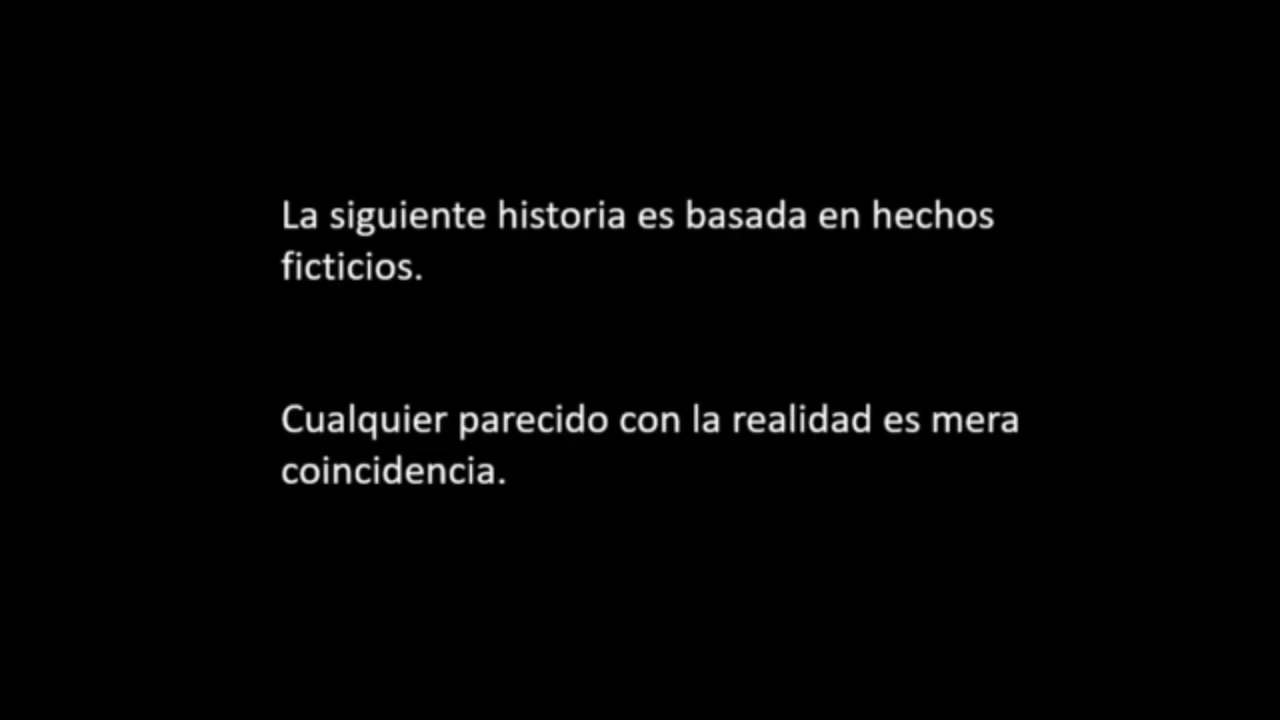 La siguiente historia es basada en hechos
ficticios.
Cualquier parecido con la realidad es mera
coincidencia.